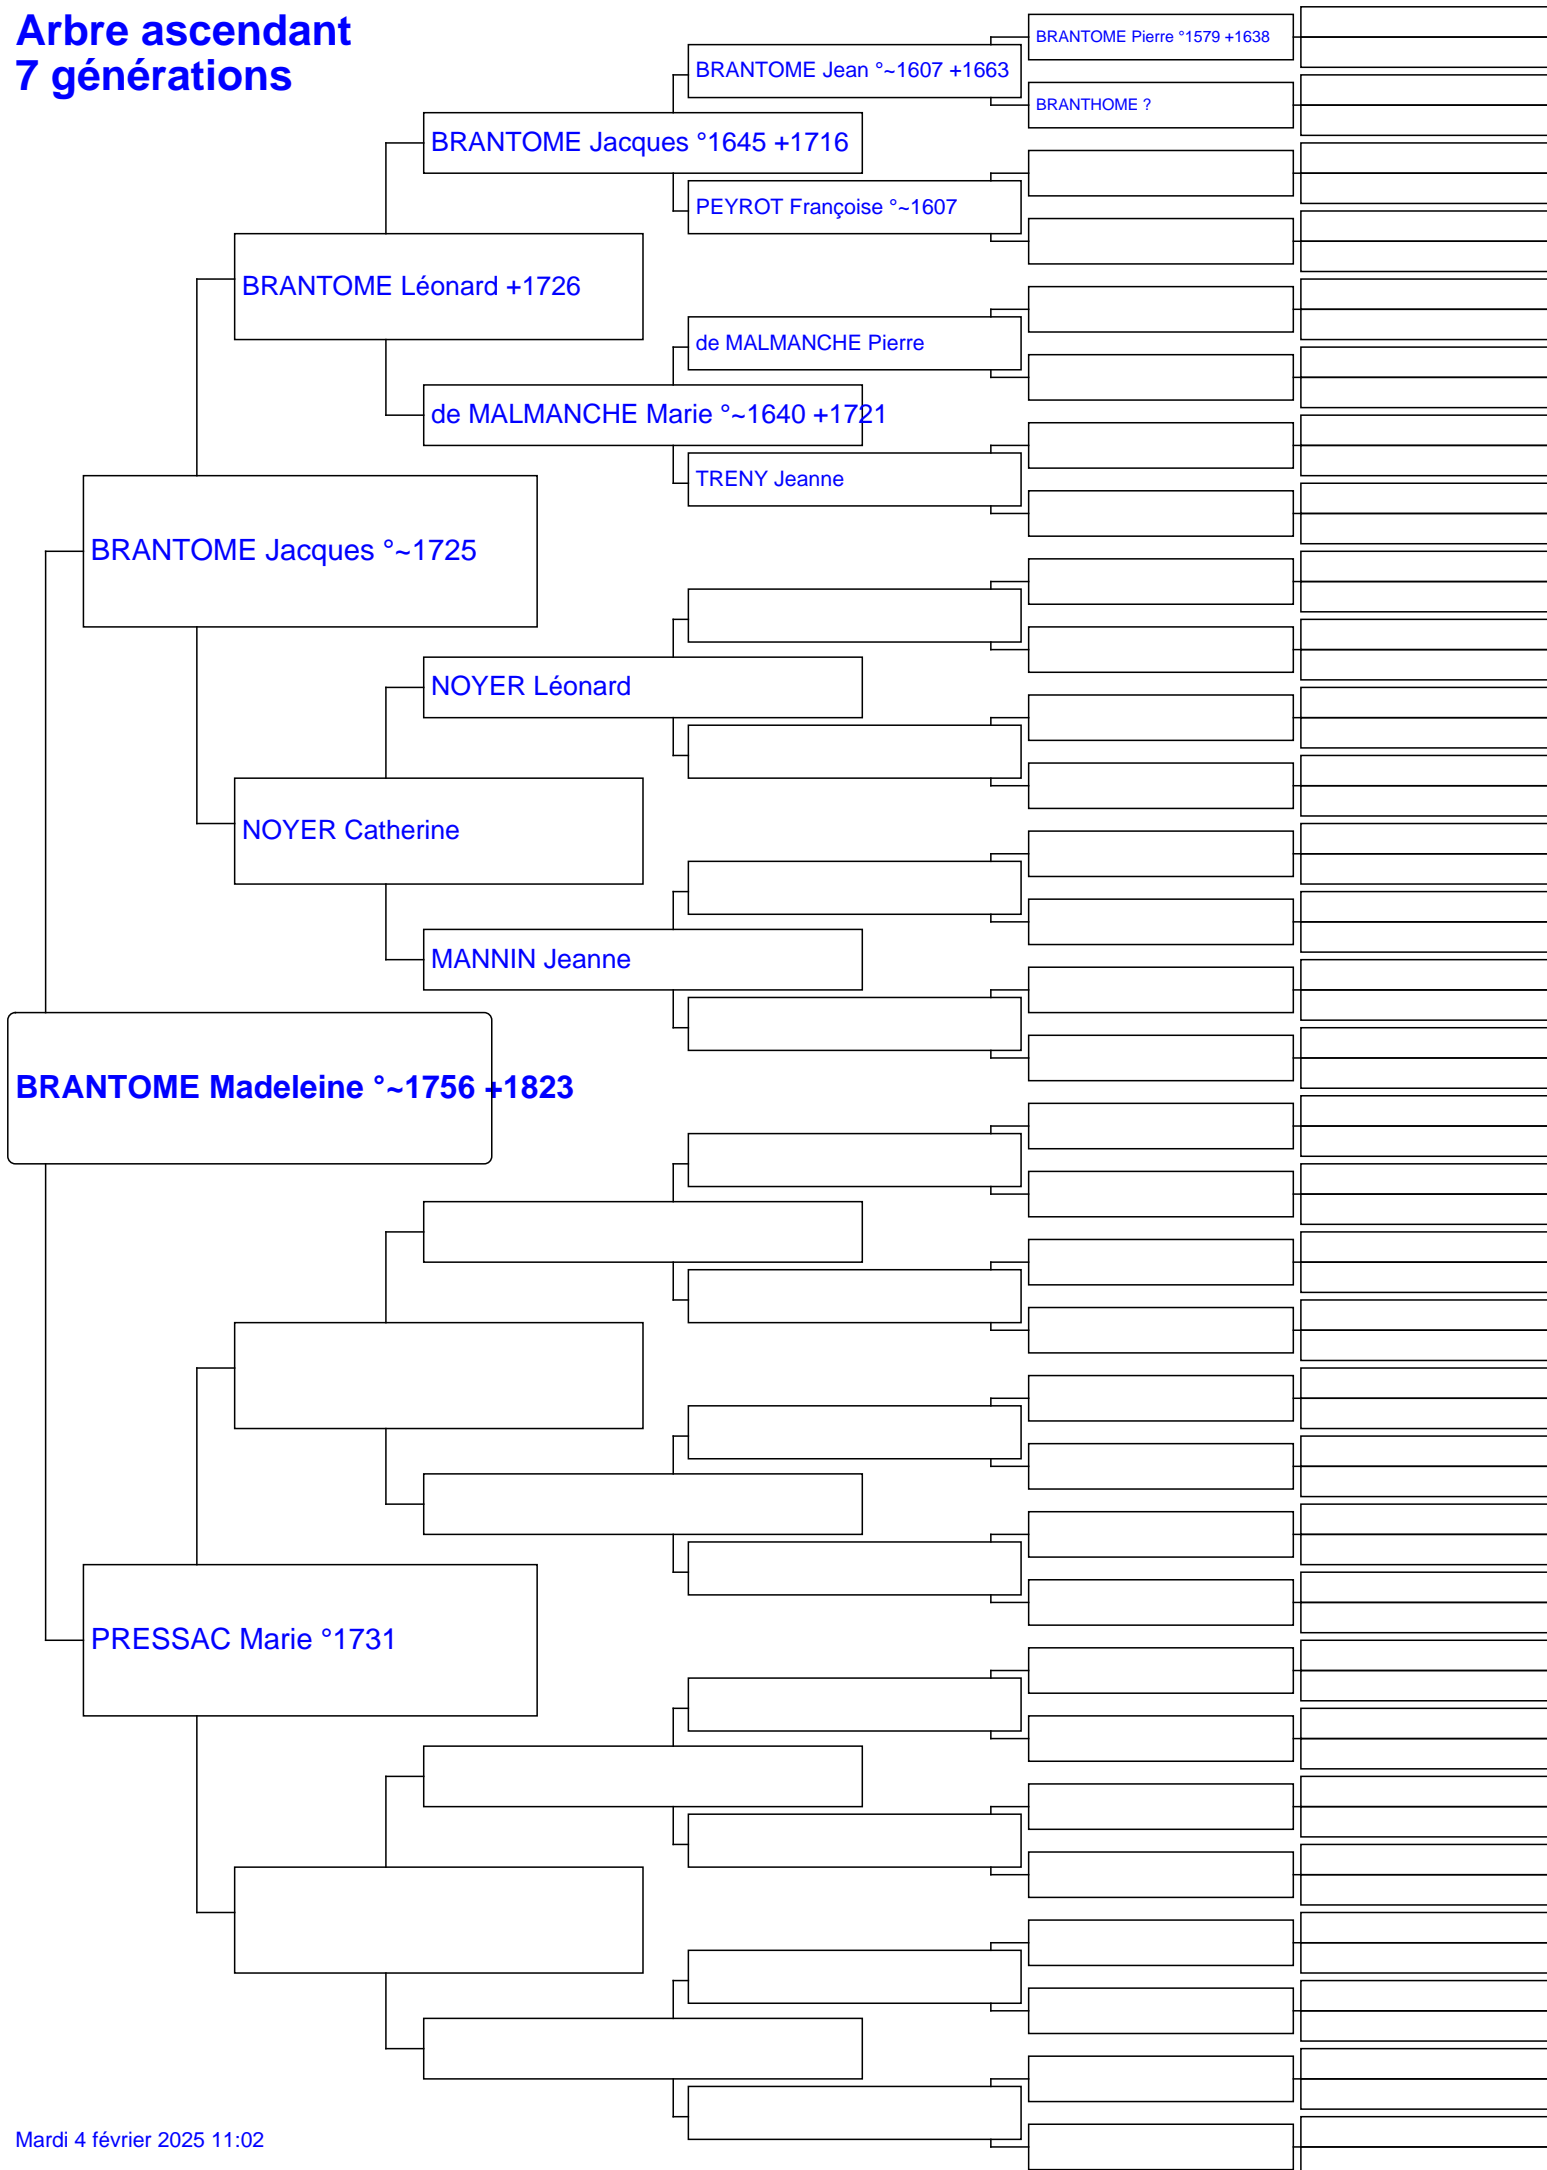 Arbre ascendant
7 générations
BRANTOME Pierre °1579 +1638
BRANTOME Jean °~1607 +1663
BRANTHOME ?
BRANTOME Jacques °1645 +1716
PEYROT Françoise °~1607
BRANTOME Léonard +1726
de MALMANCHE Pierre
de MALMANCHE Marie °~1640 +1721
TRENY Jeanne
BRANTOME Jacques °~1725
NOYER Léonard
NOYER Catherine
MANNIN Jeanne
BRANTOME Madeleine °~1756 +1823
PRESSAC Marie °1731
Mardi 4 février 2025 11:02